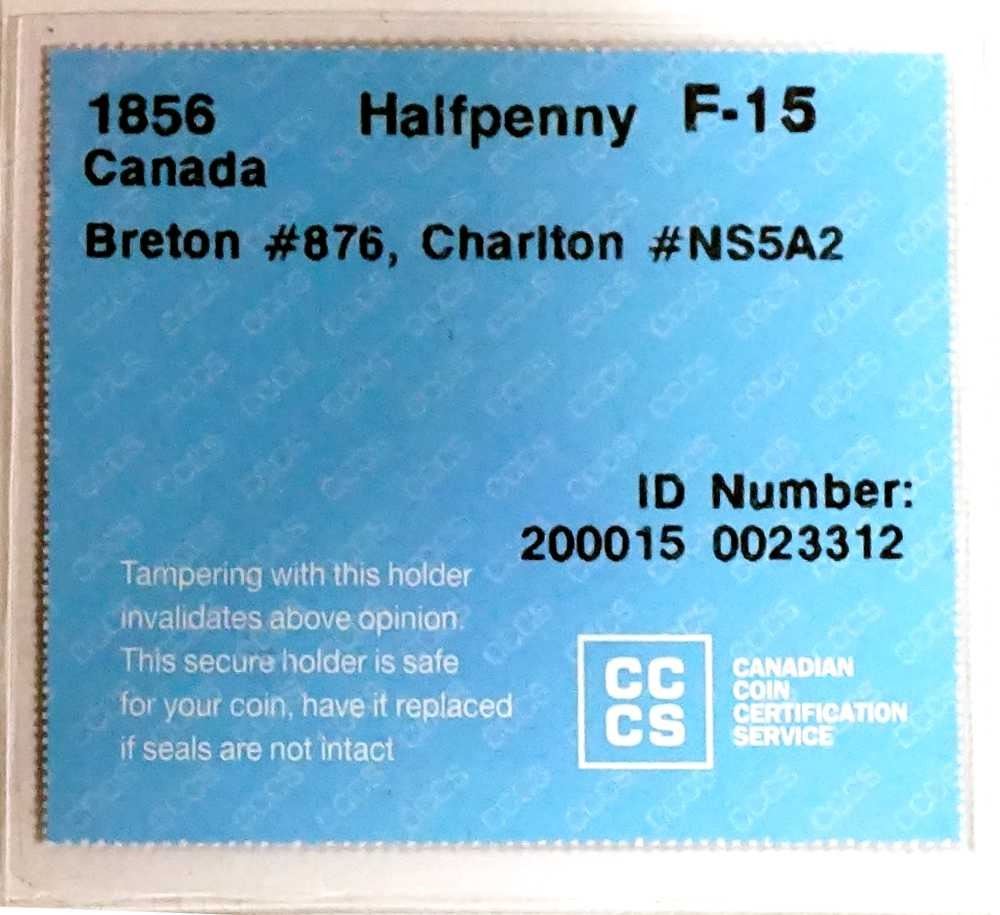 1856 Halfpenny F-15
Canada
Breton #876, Charlton #NS5A2
ID Number:
200015 0023312
Tampering with this holder
invalidates above opinion.
This secure holder is safe
for your coin, have it replaced
if seals are not intact
CC
CS
CANADIAN
COIN
CERTIFICATION
SERVICE